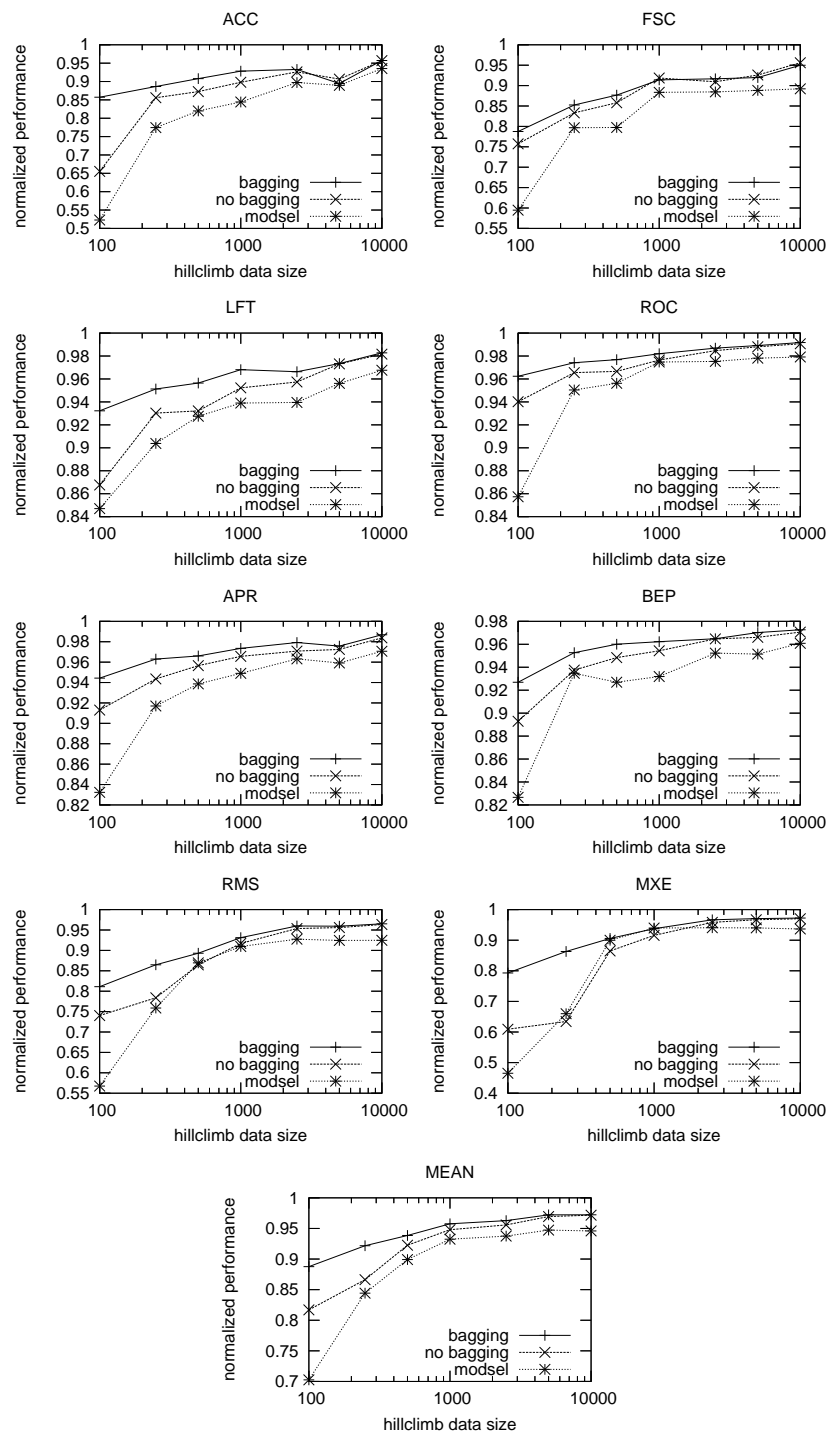 ACC
normalized performance
1
0.95
0.9
0.85
0.8
0.75
0.7
0.65
0.6
0.55
0.5
bagging
no bagging
modsel
100 1000 10000
hillclimb data size
FSC
normalized performance
1
0.95
0.9
0.85
0.8
0.75
0.7
0.65
0.6
0.55
bagging
no bagging
modsel
100 1000 10000
hillclimb data size
LFT
normalized performance
1
0.98
0.96
0.94
0.92
0.9
0.88
0.86
0.84
bagging
no bagging
modsel
100 1000 10000
hillclimb data size
ROC
normalized performance
1
0.98
0.96
0.94
0.92
0.9
0.88
0.86
0.84
bagging
no bagging
modsel
100 1000 10000
hillclimb data size
APR
normalized performance
1
0.98
0.96
0.94
0.92
0.9
0.88
0.86
0.84
0.82
bagging
no bagging
modsel
100 1000 10000
hillclimb data size
BEP
normalized performance
0.98
0.96
0.94
0.92
0.9
0.88
0.86
0.84
0.82
bagging
no bagging
modsel
100 1000 10000
hillclimb data size
RMS
normalized performance
1
0.95
0.9
0.85
0.8
0.75
0.7
0.65
0.6
0.55
bagging
no bagging
modsel
100 1000 10000
hillclimb data size
MXE
normalized performance
1
0.9
0.8
0.7
0.6
0.5
0.4
bagging
no bagging
modsel
100 1000 10000
hillclimb data size
MEAN
normalized performance
1
0.95
0.9
0.85
0.8
0.75
0.7
bagging
no bagging
modsel
100 1000 10000
hillclimb data size